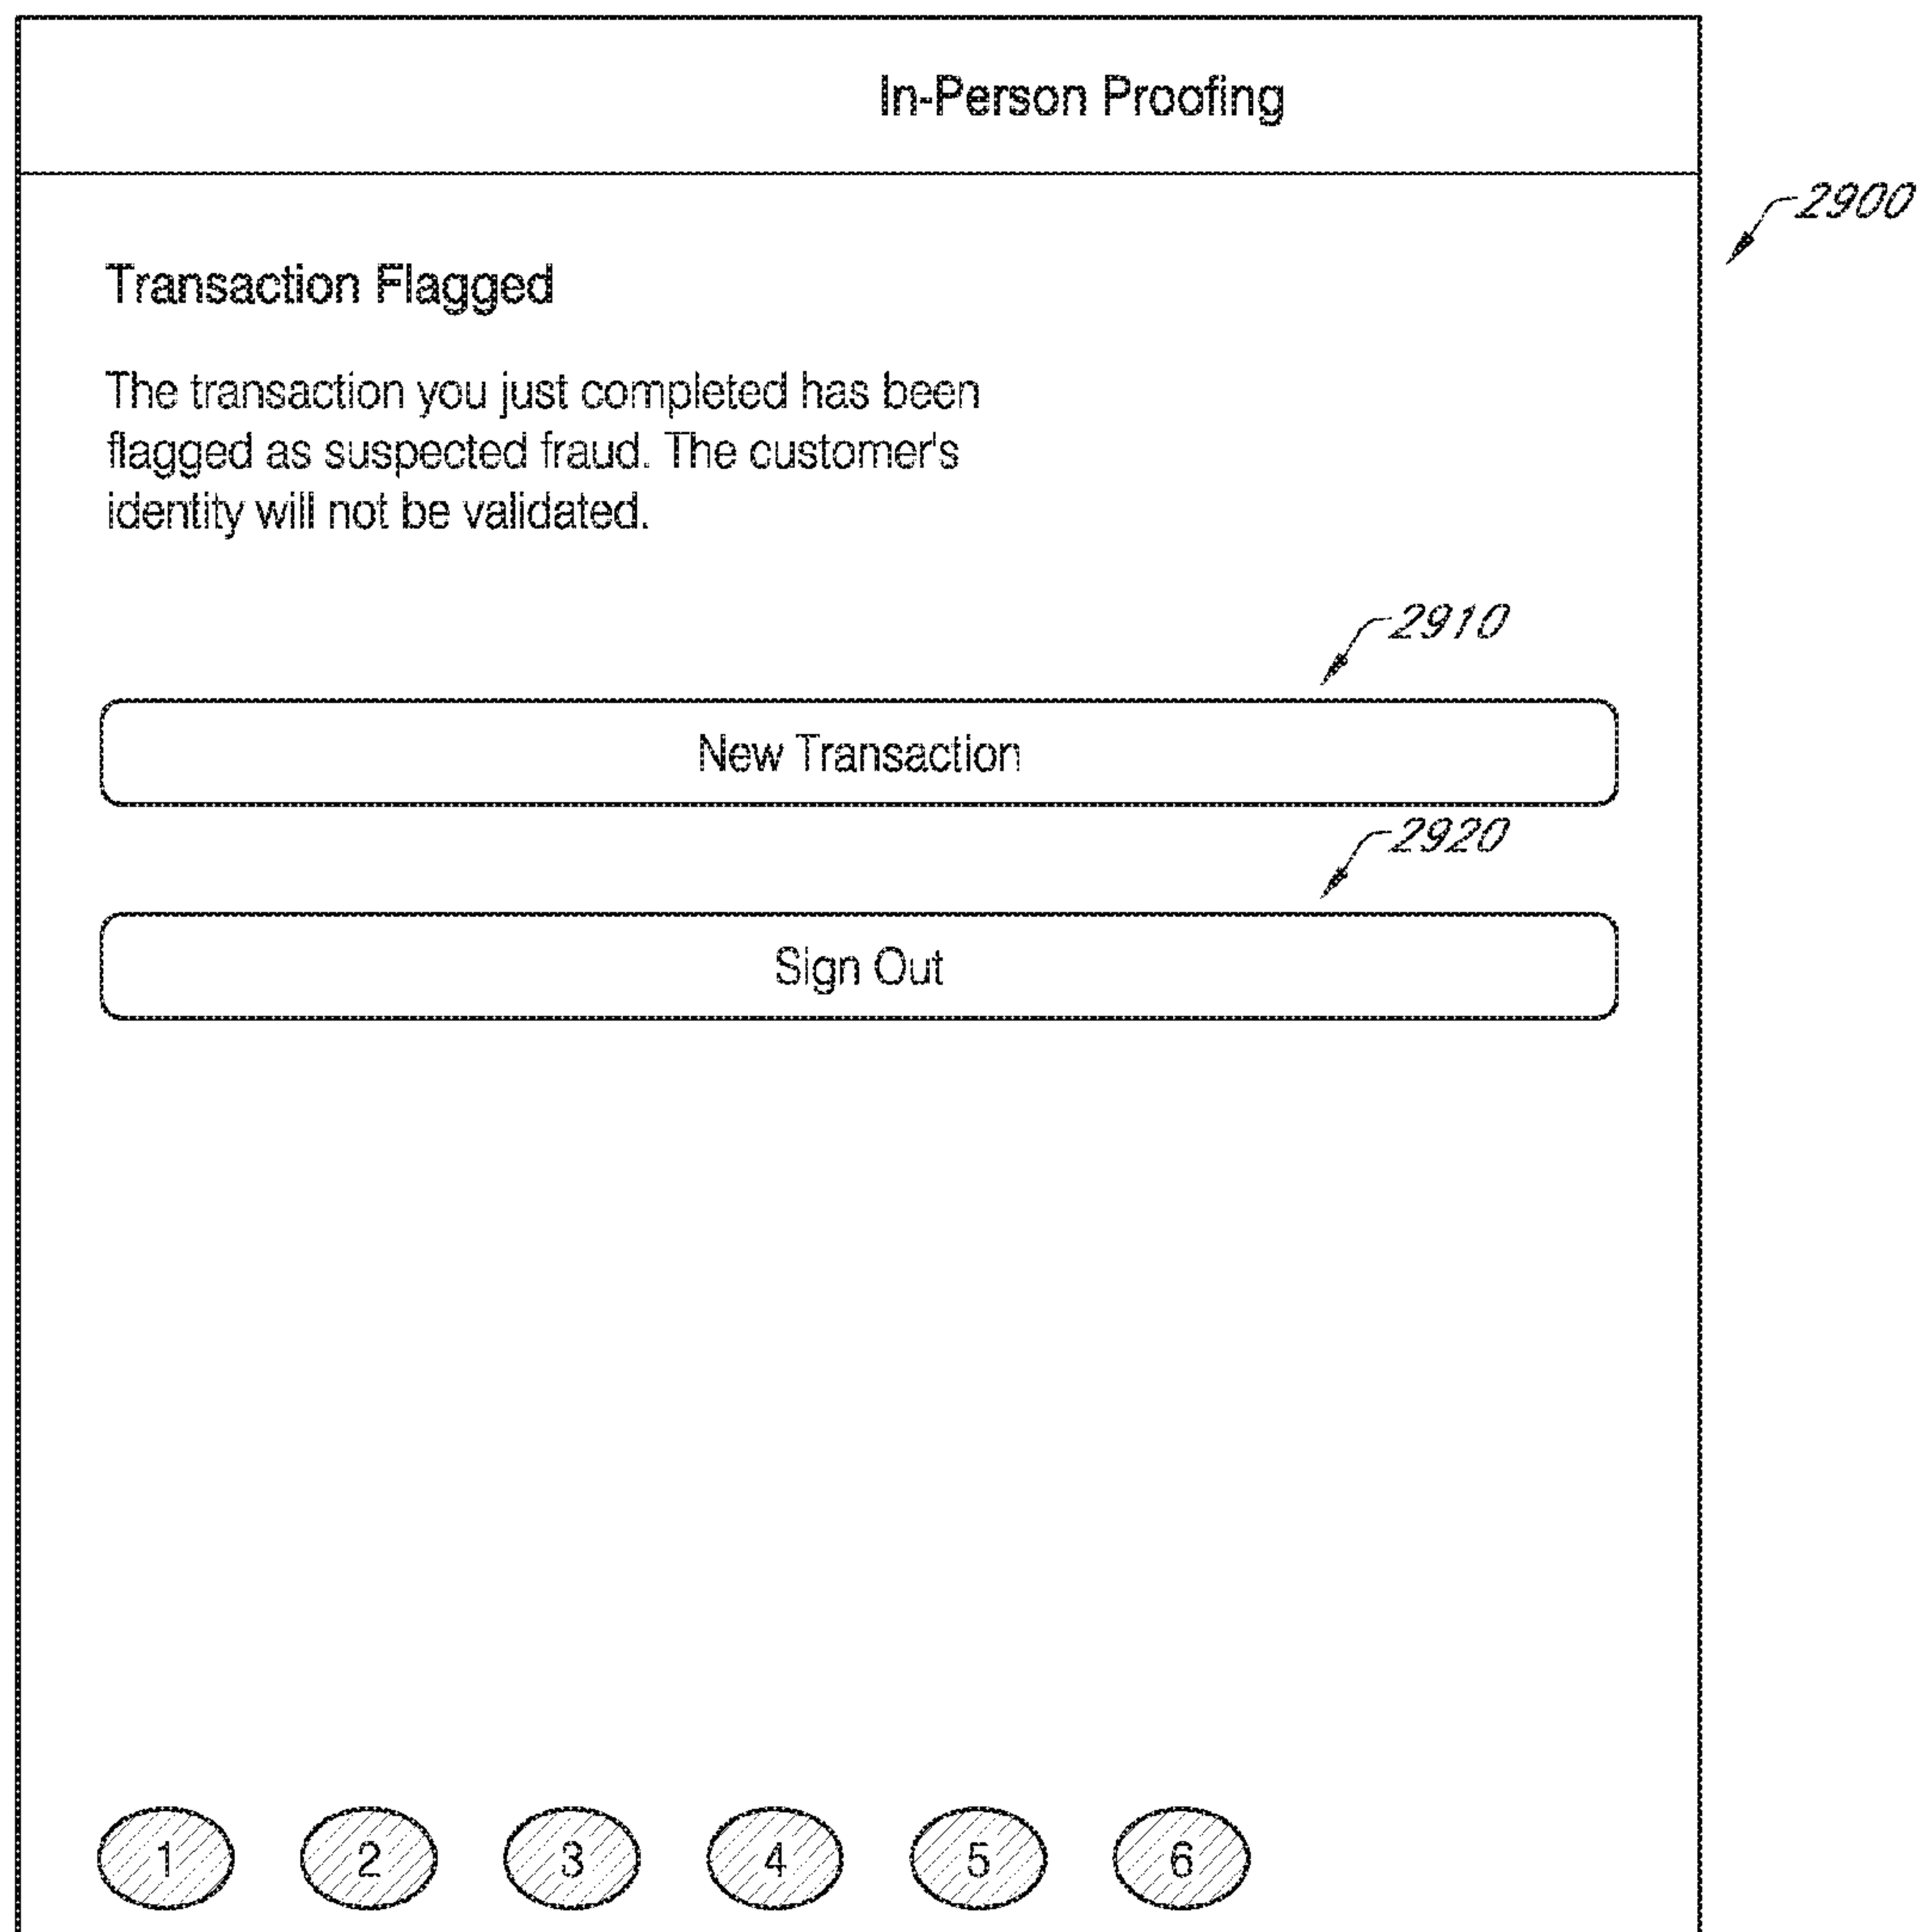 In-Person Proofing
2900
Transaction Flagged
The transaction you just completed has been
flagged as suspected fraud. The customer's
identity will not be validated.
2910
New Transaction
2920
Sign Out
1 2 3 4 5 6